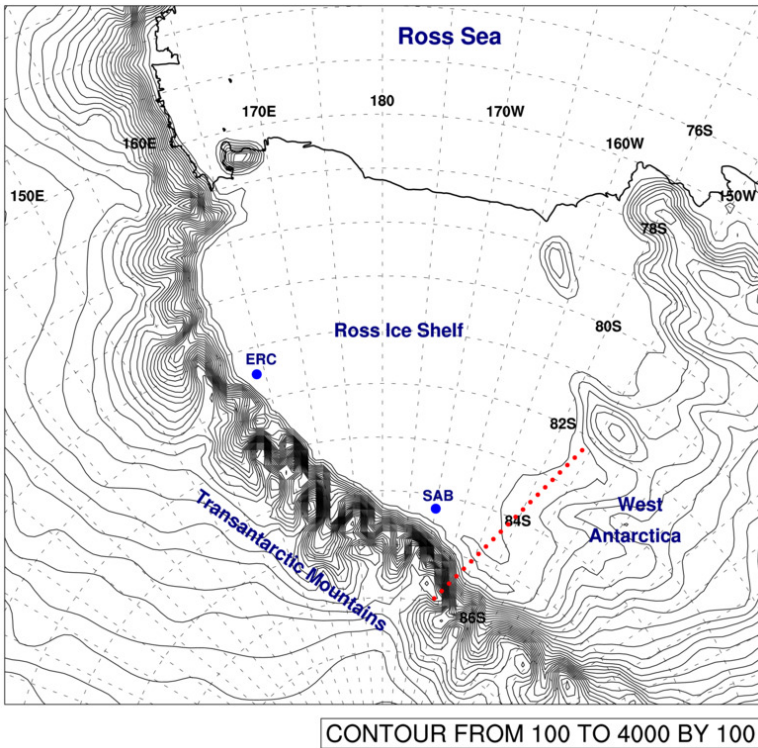 Ross Sea
170E
180
170W
160E
160W
76S
150E
150W
78S
80S
Ross Ice Shelf
ERC
82S
SAB
84S
West
Antarctica
Transantarctic Mountains
86S
CONTOUR FROM 100 TO 4000 BY 100